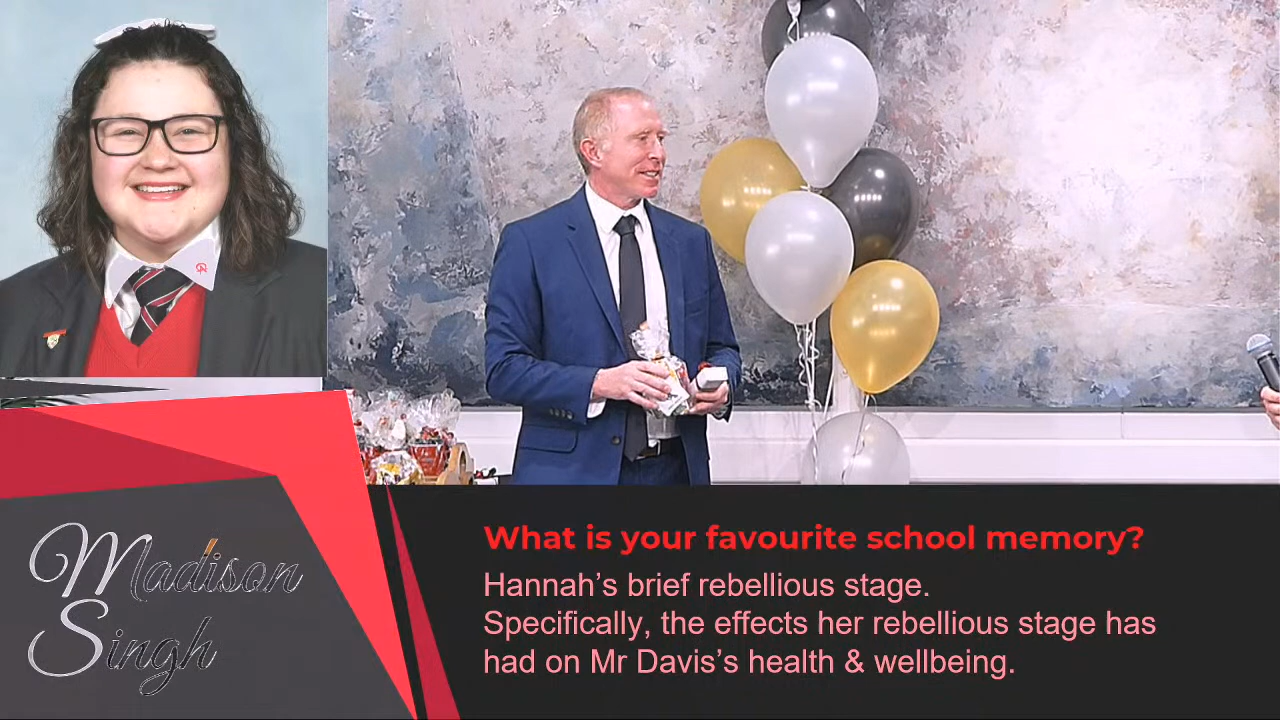 Madison
Singh
What is your favourite school memory?
Hannah’s brief rebellious stage.
Specifically, the effects her rebellious stage has
had on Mr Davis’s health & wellbeing.